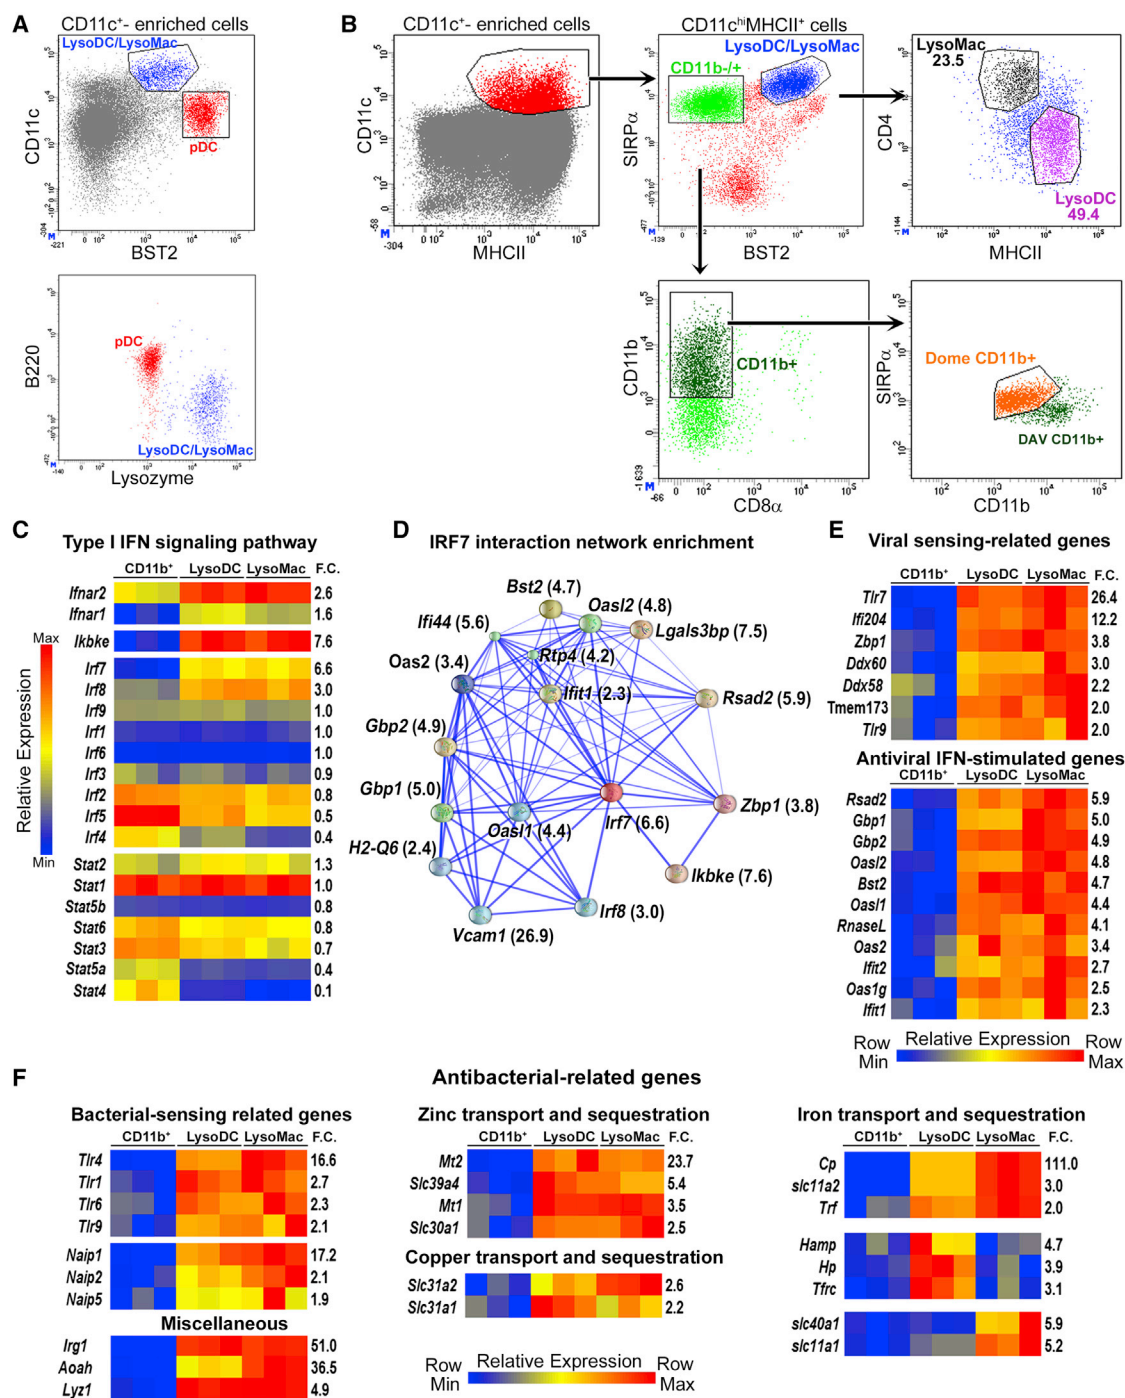 A
CD11c⁺- enriched cells
LysoDC/LysoMac
pDC
CD11c
BST2
pDC
LysoDC/LysoMac
B220
Lysozyme
B
CD11c⁺- enriched cells
CD11c
MHCII
CD11cʰⁱMHCII⁺ cells
LysoDC/LysoMac
CD11b-/+
SIRPα
BST2
LysoMac
23.5
CD4
LysoDC
49.4
MHCII
CD11b
CD11b+
CD8α
SIRPα
Dome CD11b+
DAV CD11b+
CD11b
C
Type I IFN signaling pathway
CD11b⁺ LysoDC LysoMac F.C.
Ifnar2 2.6
Ifnar1 1.6
Ikbke 7.6
Irf7 6.6
Irf8 3.0
Irf9 1.0
Irf1 1.0
Irf6 1.0
Irf3 0.9
Irf2 0.8
Irf5 0.5
Irf4 0.4
Stat2 1.3
Stat1 1.0
Stat5b 0.8
Stat6 0.8
Stat3 0.7
Stat5a 0.4
Stat4 0.1
Max
Relative Expression
Min
D
IRF7 interaction network enrichment
Bst2 (4.7)
Oasl2 (4.8)
Ifi44 (5.6)
Lgals3bp (7.5)
Rtp4 (4.2)
Oas2 (3.4)
Ifit1 (2.3)
Rsad2 (5.9)
Gbp2 (4.9)
Gbp1 (5.0)
Oasl1 (4.4)
Irf7 (6.6)
Zbp1 (3.8)
H2-Q6 (2.4)
Ikbke (7.6)
Irf8 (3.0)
Vcam1 (26.9)
E
Viral sensing-related genes
CD11b⁺ LysoDC LysoMac F.C.
Tlr7 26.4
Ifi204 12.2
Zbp1 3.8
Ddx60 3.0
Ddx58 2.2
Tmem173 2.0
Tlr9 2.0
Antiviral IFN-stimulated genes
CD11b⁺ LysoDC LysoMac F.C.
Rsad2 5.9
Gbp1 5.0
Gbp2 4.9
Oasl2 4.8
Bst2 4.7
Oasl1 4.4
RnaseL 4.1
Oas2 3.4
Ifit2 2.7
Oas1g 2.5
Ifit1 2.3
Row Min Relative Expression Row Max
F
Antibacterial-related genes
Bacterial-sensing related genes
CD11b⁺ LysoDC LysoMac F.C.
Tlr4 16.6
Tlr1 2.7
Tlr6 2.3
Tlr9 2.1
Naip1 17.2
Naip2 2.1
Naip5 1.9
Miscellaneous
Irg1 51.0
Aoah 36.5
Lyz1 4.9
Zinc transport and sequestration
CD11b⁺ LysoDC LysoMac F.C.
Mt2 23.7
Slc39a4 5.4
Mt1 3.5
Slc30a1 2.5
Copper transport and sequestration
Slc31a2 2.6
Slc31a1 2.2
Row Min Relative Expression Row Max
Iron transport and sequestration
CD11b⁺ LysoDC LysoMac F.C.
Cp 111.0
slc11a2 3.0
Trf 2.0
Hamp 4.7
Hp 3.9
Tfrc 3.1
slc40a1 5.9
slc11a1 5.2